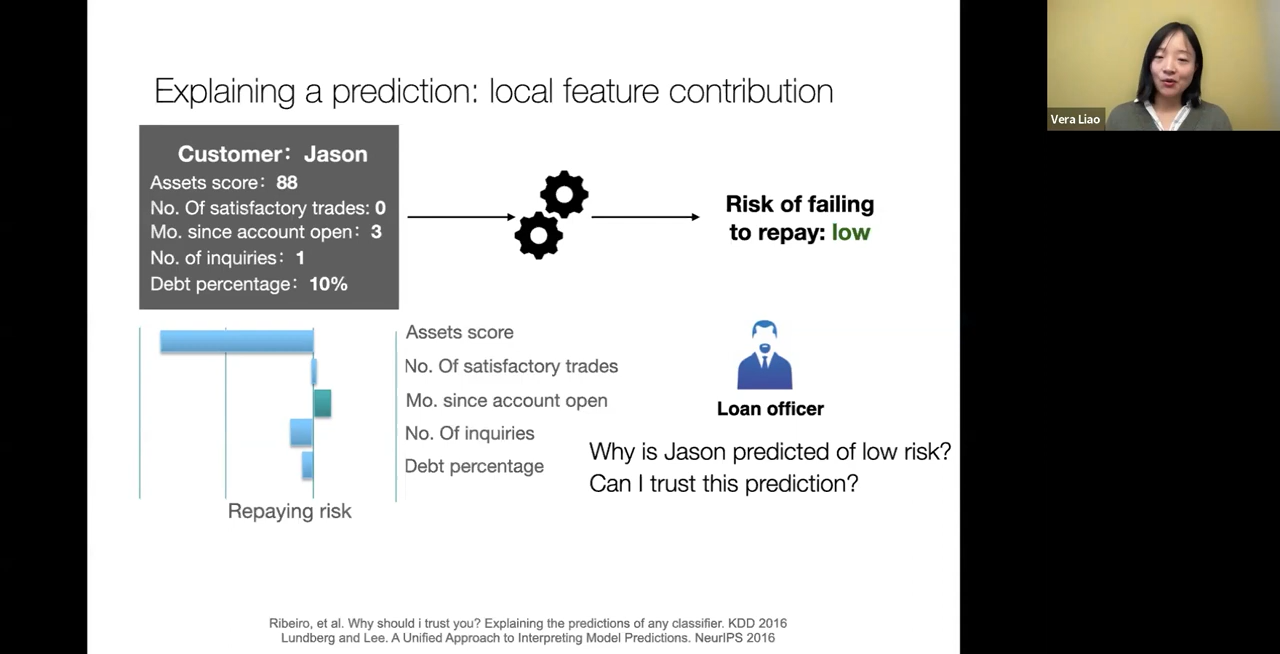 Explaining a prediction: local feature contribution
Vera Liao
Customer: Jason
Assets score: 88
No. Of satisfactory trades: 0
Mo. since account open: 3
No. of inquiries: 1
Debt percentage: 10%
Risk of failing
to repay: low
Assets score
No. Of satisfactory trades
Mo. since account open
No. Of inquiries
Debt percentage
Repaying risk
Loan officer
Why is Jason predicted of low risk?
Can I trust this prediction?
Ribeiro, et al. Why should i trust you? Explaining the predictions of any classifier. KDD 2016
Lundberg and Lee. A Unified Approach to Interpreting Model Predictions. NeurIPS 2016